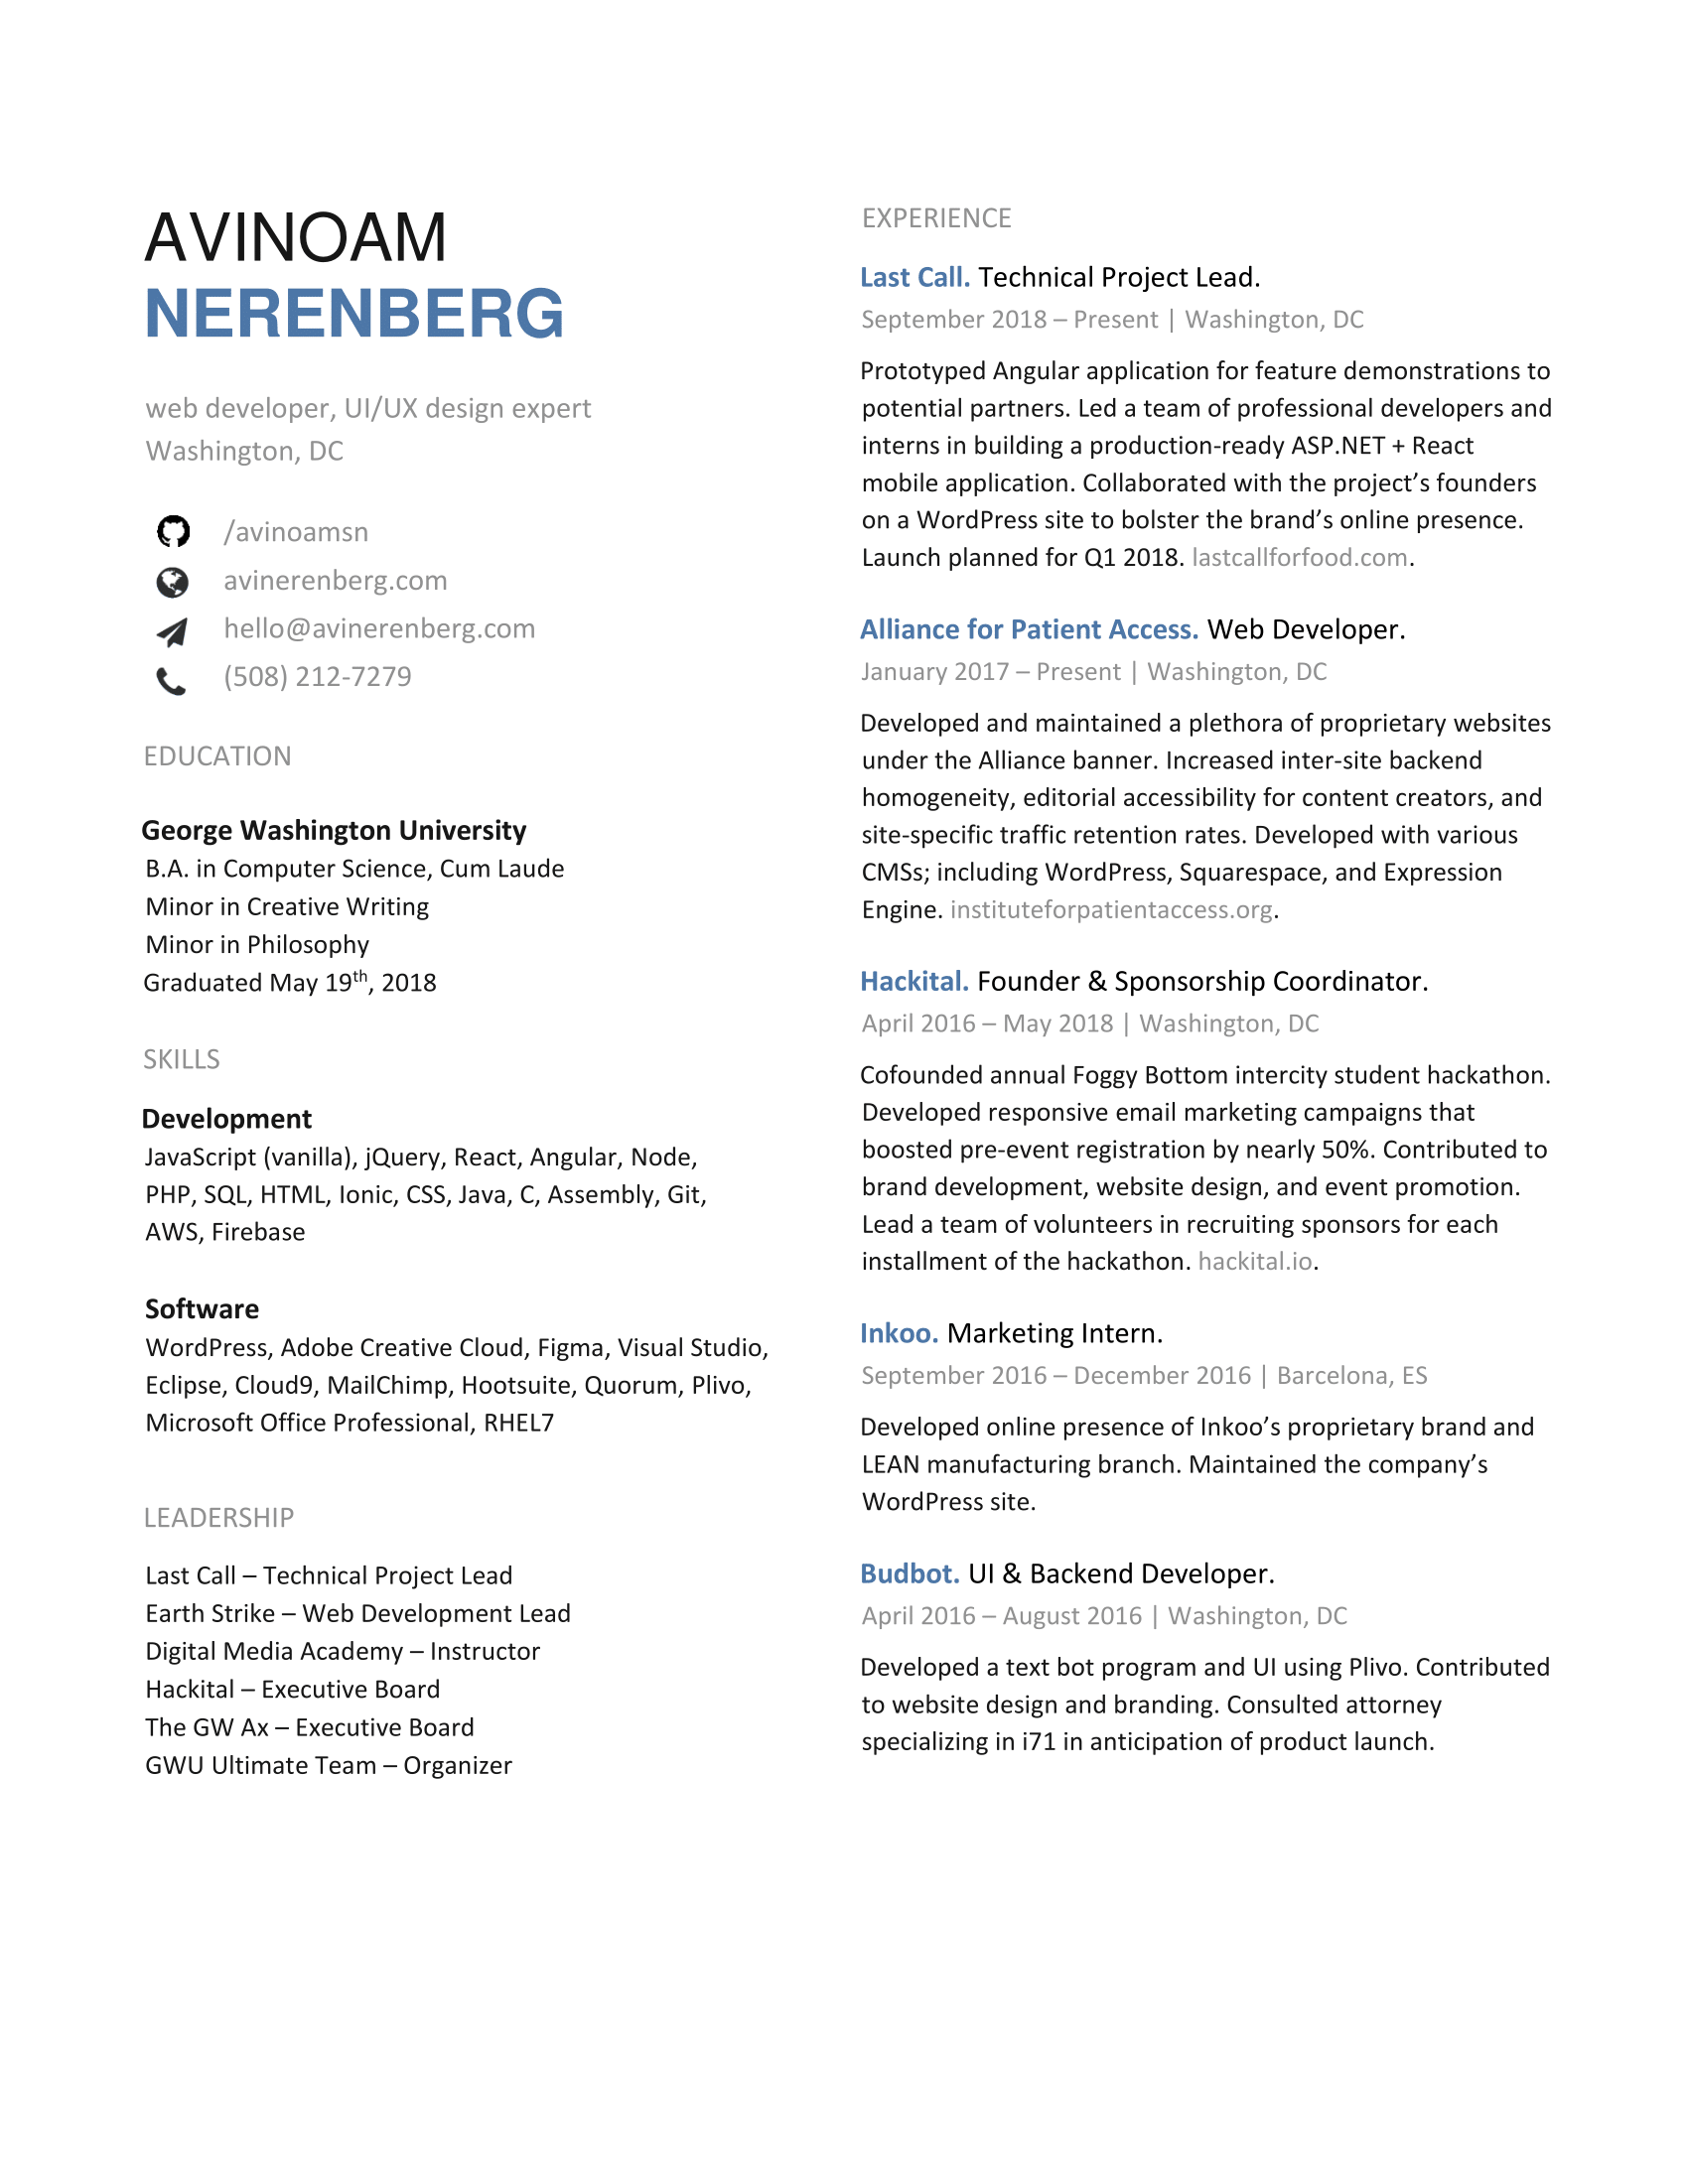 AVINOAM
NERENBERG
web developer, UI/UX design expert
Washington, DC
/avinoamsn
avinerenberg.com
hello@avinerenberg.com
(508) 212-7279
EDUCATION
George Washington University
B.A. in Computer Science, Cum Laude
Minor in Creative Writing
Minor in Philosophy
Graduated May 19th, 2018
SKILLS
Development
JavaScript (vanilla), jQuery, React, Angular, Node,
PHP, SQL, HTML, Ionic, CSS, Java, C, Assembly, Git,
AWS, Firebase
Software
WordPress, Adobe Creative Cloud, Figma, Visual Studio,
Eclipse, Cloud9, MailChimp, Hootsuite, Quorum, Plivo,
Microsoft Office Professional, RHEL7
LEADERSHIP
Last Call – Technical Project Lead
Earth Strike – Web Development Lead
Digital Media Academy – Instructor
Hackital – Executive Board
The GW Ax – Executive Board
GWU Ultimate Team – Organizer
EXPERIENCE
Last Call. Technical Project Lead.
September 2018 – Present | Washington, DC
Prototyped Angular application for feature demonstrations to
potential partners. Led a team of professional developers and
interns in building a production-ready ASP.NET + React
mobile application. Collaborated with the project’s founders
on a WordPress site to bolster the brand’s online presence.
Launch planned for Q1 2018. lastcallforfood.com.
Alliance for Patient Access. Web Developer.
January 2017 – Present | Washington, DC
Developed and maintained a plethora of proprietary websites
under the Alliance banner. Increased inter-site backend
homogeneity, editorial accessibility for content creators, and
site-specific traffic retention rates. Developed with various
CMSs; including WordPress, Squarespace, and Expression
Engine. instituteforpatientaccess.org.
Hackital. Founder & Sponsorship Coordinator.
April 2016 – May 2018 | Washington, DC
Cofounded annual Foggy Bottom intercity student hackathon.
Developed responsive email marketing campaigns that
boosted pre-event registration by nearly 50%. Contributed to
brand development, website design, and event promotion.
Lead a team of volunteers in recruiting sponsors for each
installment of the hackathon. hackital.io.
Inkoo. Marketing Intern.
September 2016 – December 2016 | Barcelona, ES
Developed online presence of Inkoo’s proprietary brand and
LEAN manufacturing branch. Maintained the company’s
WordPress site.
Budbot. UI & Backend Developer.
April 2016 – August 2016 | Washington, DC
Developed a text bot program and UI using Plivo. Contributed
to website design and branding. Consulted attorney
specializing in i71 in anticipation of product launch.